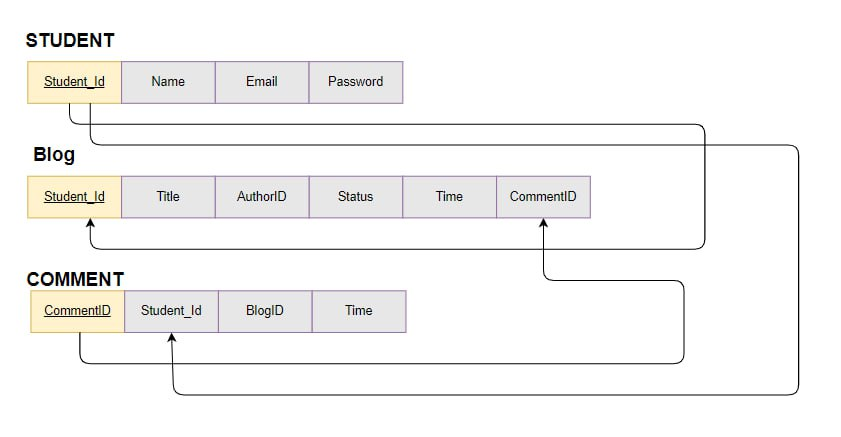 STUDENT
Student_Id Name Email Password
Blog
Student_Id Title AuthorID Status Time CommentID
COMMENT
CommentID Student_Id BlogID Time